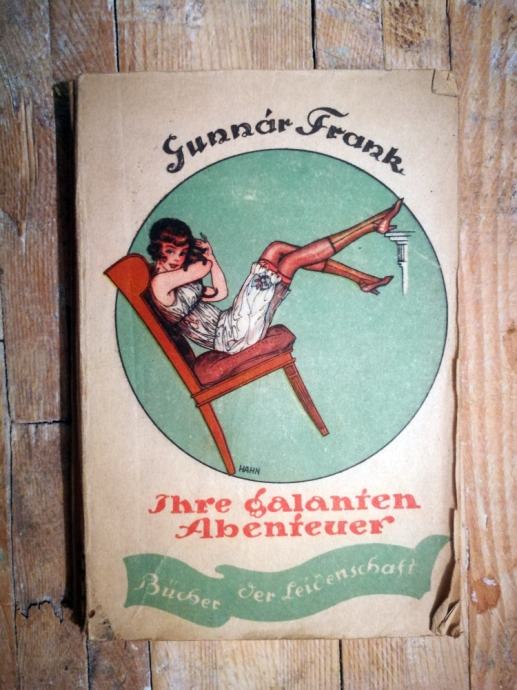 Gunnár Frank
HAHN
Ihre galanten
Abenteuer
Bücher der Leidenschaft